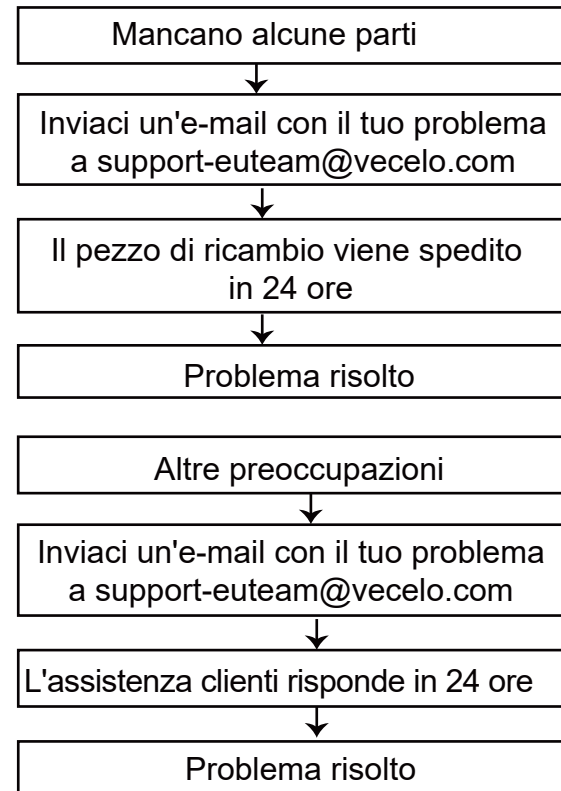 Mancano alcune parti
Inviaci un'e-mail con il tuo problema
a support-euteam@vecelo.com
Il pezzo di ricambio viene spedito
in 24 ore
Problema risolto
Altre preoccupazioni
Inviaci un'e-mail con il tuo problema
a support-euteam@vecelo.com
L'assistenza clienti risponde in 24 ore
Problema risolto